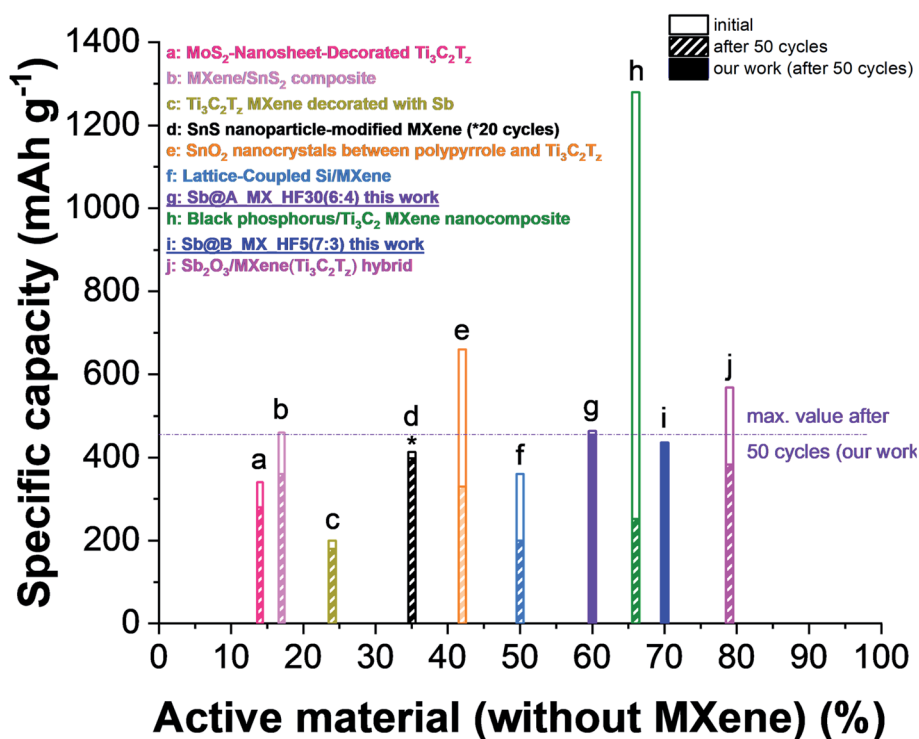 initial
after 50 cycles
our work (after 50 cycles)
a: MoS₂-Nanosheet-Decorated Ti₃C₂T𝓏
b: MXene/SnS₂ composite
c: Ti₃C₂T𝓏 MXene decorated with Sb
d: SnS nanoparticle-modified MXene (*20 cycles)
e: SnO₂ nanocrystals between polypyrrole and Ti₃C₂T𝓏
f: Lattice-Coupled Si/MXene
g: Sb@A_MX_HF30(6:4) this work
h: Black phosphorus/Ti₃C₂ MXene nanocomposite
i: Sb@B_MX_HF5(7:3) this work
j: Sb₂O₃/MXene(Ti₃C₂T𝓏) hybrid
Specific capacity (mAh g⁻¹)
1400
1200
1000
800
600
400
200
0
a
b
c
d
*
e
f
g
h
i
j
max. value after
50 cycles (our work
0 10 20 30 40 50 60 70 80 90 100
Active material (without MXene) (%)